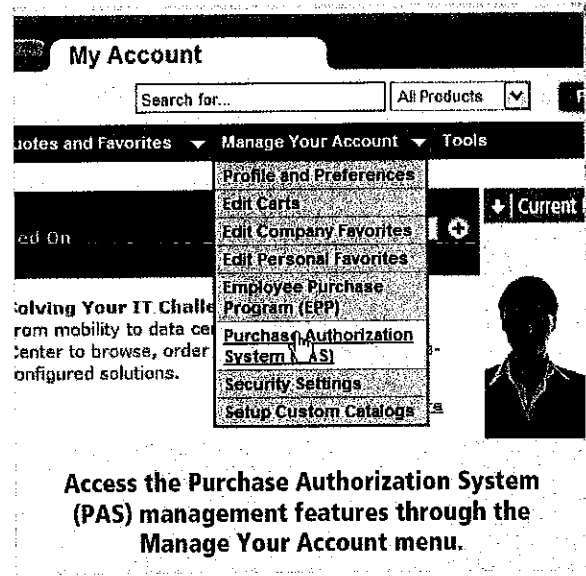 My Account
Search for...
All Products
uotes and Favorites
Manage Your Account
Tools
Profile and Preferences
Edit Carts
Edit Company Favorites
Edit Personal Favorites
Employee Purchase
Program (EPP)
Purchas Authorization
System ( AS)
Security Settings
Setup Custom Catalogs
Current
ed On
olving Your IT Challe
rom mobility to data cer
Center to browse, order
onfigured solutions.
Access the Purchase Authorization System
(PAS) management features through the
Manage Your Account menu.